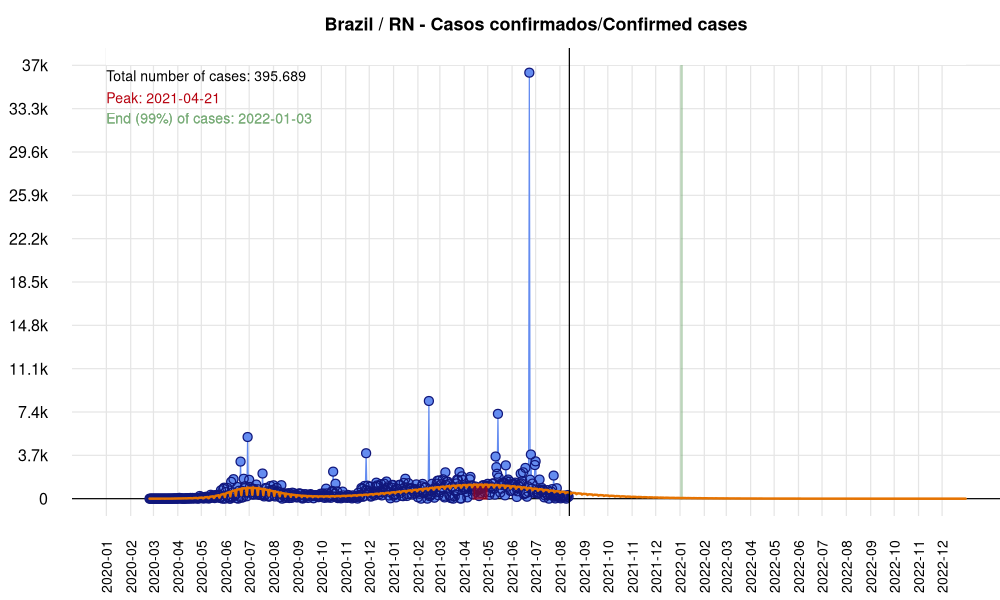 Brazil / RN - Casos confirmados/Confirmed cases
Total number of cases: 395.689
Peak: 2021-04-21
End (99%) of cases: 2022-01-03
37k
33.3k
29.6k
25.9k
22.2k
18.5k
14.8k
11.1k
7.4k
3.7k
0
2020-01
2020-02
2020-03
2020-04
2020-05
2020-06
2020-07
2020-08
2020-09
2020-10
2020-11
2020-12
2021-01
2021-02
2021-03
2021-04
2021-05
2021-06
2021-07
2021-08
2021-09
2021-10
2021-11
2021-12
2022-01
2022-02
2022-03
2022-04
2022-05
2022-06
2022-07
2022-08
2022-09
2022-10
2022-11
2022-12